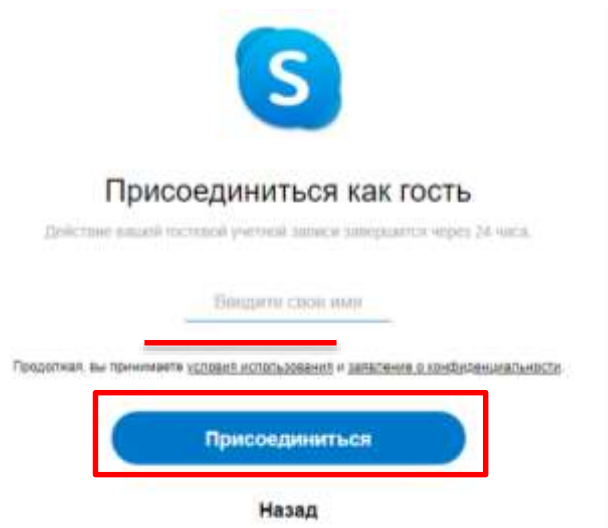 S
Присоединиться как гость
Действие вашей гостевой учетной записи завершится через 24 часа.
Введите свое имя
Продолжая, вы принимаете условия использования и заявление о конфиденциальности.
Присоединиться
Назад